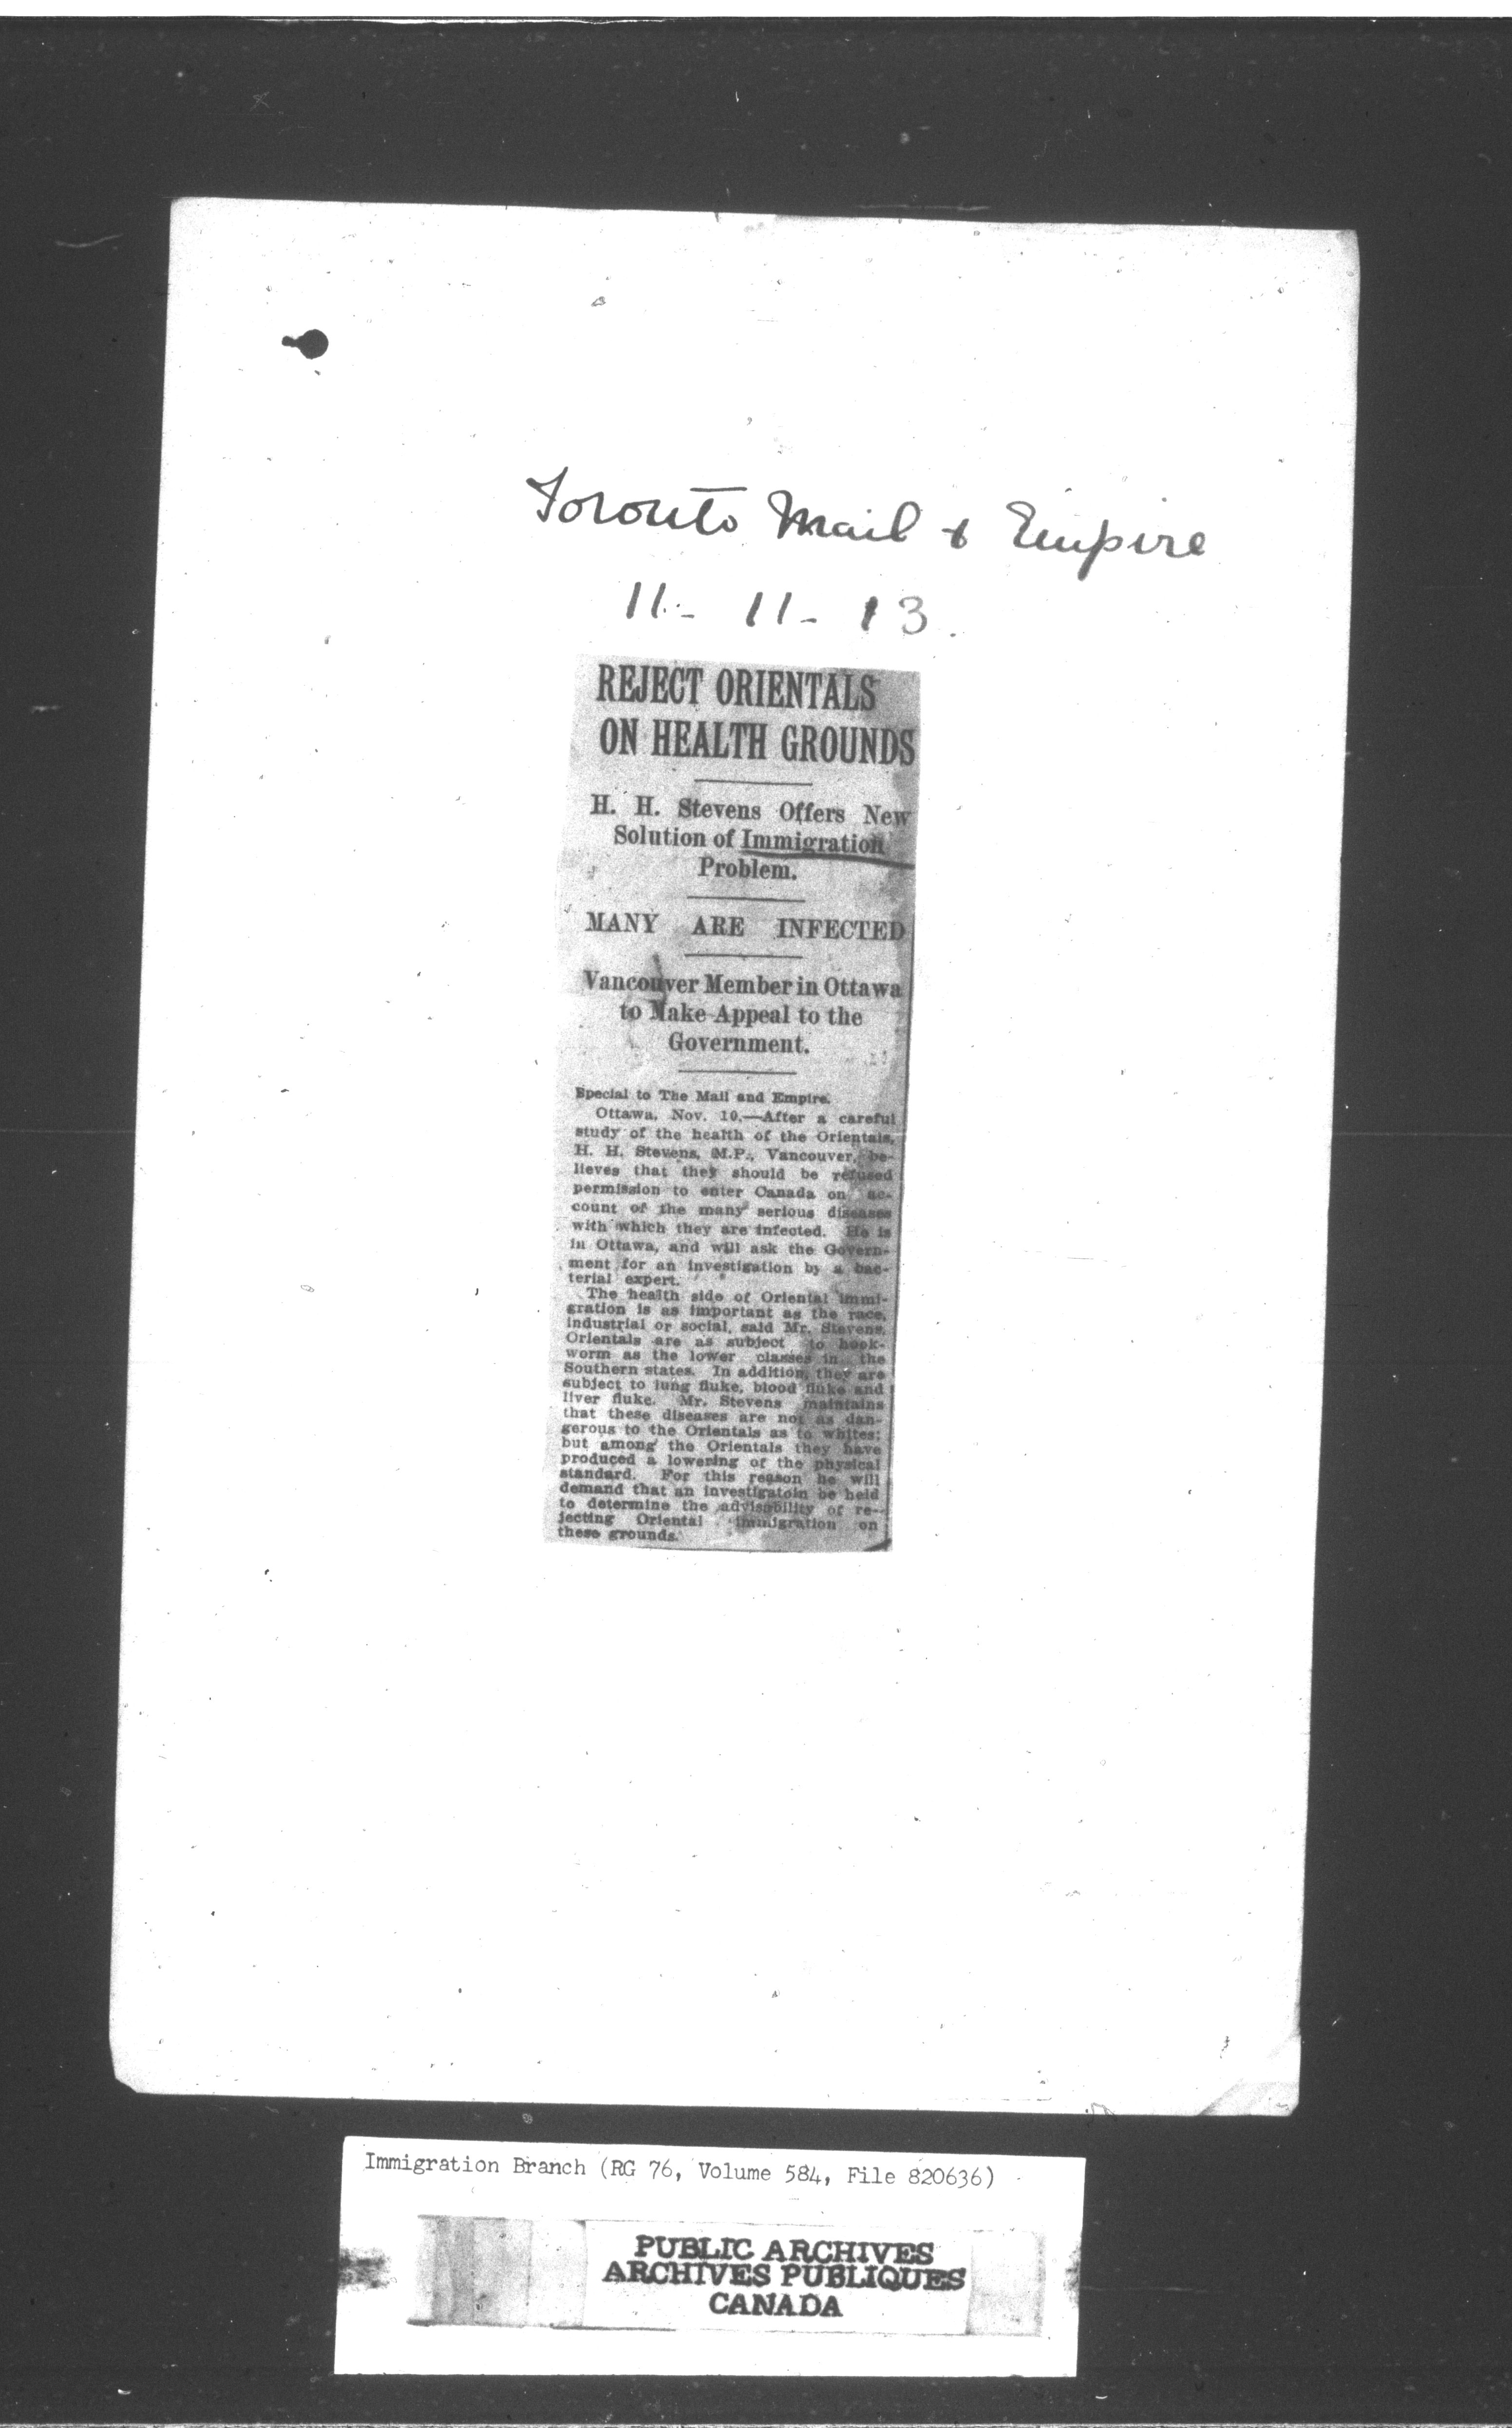 Toronto Mail & Empire
11- 11- 13.
REJECT ORIENTALS
ON HEALTH GROUNDS
H. H. Stevens Offers New
Solution of Immigration
Problem.
MANY ARE INFECTED
Vancouver Member in Ottawa
to Make Appeal to the
Government.
Special to The Mail and Empire.
Ottawa, Nov. 10.—After a careful
study of the health of the Orientals,
H. H. Stevens, M.P., Vancouver, be-
lieves that they should be refused
permission to enter Canada on ac-
count of the many serious diseases
with which they are infected. He is
in Ottawa, and will ask the Govern-
ment for an investigation by a bac-
terial expert.
The health side of Oriental immi-
gration is as important as the race,
industrial or social, said Mr. Stevens.
Orientals are as subject to hook-
worm as the lower classes in the
Southern states. In addition, they are
subject to lung fluke, blood fluke and
liver fluke. Mr. Stevens maintains
that these diseases are not as dan-
gerous to the Orientals as to whites;
but among the Orientals they have
produced a lowering of the physical
standard. For this reason he will
demand that an investigatoin be held
to determine the advisability of re-
jecting Oriental immigration on
these grounds.
Immigration Branch (RG 76, Volume 584, File 820636)
PUBLIC ARCHIVES
ARCHIVES PUBLIQUES
CANADA